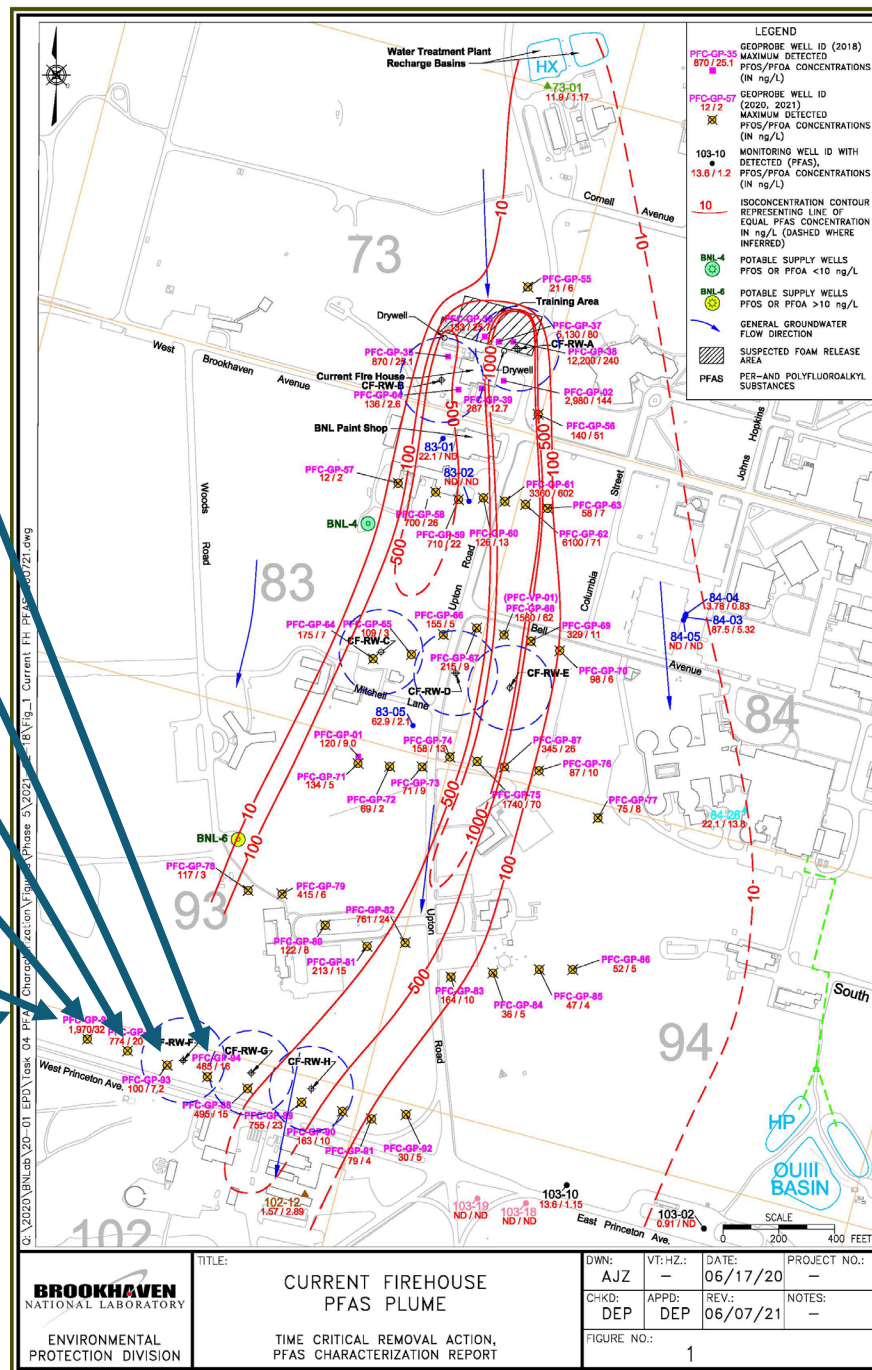 Water Treatment Plant
Recharge Basins
HX
73-01
11.9 / 1.17
LEGEND
PFC-GP-35
870 / 25.1
GEOPROBE WELL ID (2018)
MAXIMUM DETECTED
PFOS/PFOA CONCENTRATIONS
(IN ng/L)
PFC-GP-57
12 / 2
GEOPROBE WELL ID
(2020, 2021)
MAXIMUM DETECTED
PFOS/PFOA CONCENTRATIONS
(IN ng/L)
103-10
13.6 / 1.2
MONITORING WELL ID WITH
DETECTED (PFAS),
PFOS/PFOA CONCENTRATIONS
(IN ng/L)
10
ISOCONCENTRATION CONTOUR
REPRESENTING LINE OF
EQUAL PFAS CONCENTRATION
IN ng/L (DASHED WHERE
INFERRED)
BNL-4
POTABLE SUPPLY WELLS
PFOS OR PFOA <10 ng/L
BNL-6
POTABLE SUPPLY WELLS
PFOS OR PFOA >10 ng/L
GENERAL GROUNDWATER
FLOW DIRECTION
SUSPECTED FOAM RELEASE
AREA
PFAS
PER-AND POLYFLUOROALKYL
SUBSTANCES
Cornell Avenue
10
10
73
PFC-GP-55
21 / 6
Training Area
Drywell
PFC-GP-37
5,130 / 80
CF-RW-A
PFC-GP-38
12,200 / 240
PFC-GP-35
870 / 25.1
Drywell
Current Fire House
CF-RW-B
PFC-GP-04
136 / 2.6
PFC-GP-39
287 / 12.7
PFC-GP-02
2,980 / 144
1000
500
500
100
100
West Brookhaven Avenue
BNL Paint Shop
PFC-GP-56
140 / 51
83-01
22.1 / ND
83-02
ND / ND
PFC-GP-57
12 / 2
PFC-GP-58
700 / 26
PFC-GP-59
710 / 22
PFC-GP-60
126 / 13
PFC-GP-61
3360 / 602
PFC-GP-62
6100 / 71
PFC-GP-63
58 / 7
BNL-4
500
Woods Road
Upton Road
Columbia Street
Johns Hopkins
83
PFC-GP-64
175 / 7
PFC-GP-65
109 / 3
CF-RW-C
PFC-GP-66
155 / 5
PFC-GP-67
215 / 9
CF-RW-D
(PFC-VP-01)
PFC-GP-68
1560 / 62
Bell Avenue
PFC-GP-69
329 / 11
CF-RW-E
PFC-GP-70
98 / 6
84-04
3.78 / 0.83
84-03
87.5 / 5.32
84-05
ND / ND
84
Mitchell Lane
83-05
62.9 / 2.1
PFC-GP-01
120 / 9.0
PFC-GP-71
134 / 5
PFC-GP-72
69 / 2
PFC-GP-73
71 / 9
PFC-GP-74
158 / 13
PFC-GP-75
1740 / 70
PFC-GP-87
345 / 26
PFC-GP-76
87 / 10
PFC-GP-77
75 / 8
84-28
22.1 / 13.8
500
1000
100
10
100
10
BNL-6
PFC-GP-78
117 / 3
PFC-GP-79
415 / 6
93
PFC-GP-80
122 / 8
PFC-GP-81
213 / 15
PFC-GP-82
761 / 24
Upton
500
PFC-GP-83
164 / 10
PFC-GP-84
36 / 5
PFC-GP-85
47 / 4
PFC-GP-86
52 / 5
South
94
1,970/32
774 / 20
PFC-GP-93
100 / 7.2
PFC-GP-94
485 / 16
CF-RW-G
CF-RW-H
495 / 15
755 / 23
PFC-GP-90
163 / 10
PFC-GP-91
79 / 4
PFC-GP-92
30 / 5
Road
West Princeton Ave.
102-12
1.57 / 2.89
102
103-19
ND / ND
103-18
ND / ND
103-10
13.6 / 1.15
103-02
0.91 / ND
East Princeton Ave.
HP
OUIII
BASIN
SCALE
0 200 400 FEET
BROOKHAVEN
NATIONAL LABORATORY
ENVIRONMENTAL
PROTECTION DIVISION
TITLE:
CURRENT FIREHOUSE
PFAS PLUME
TIME CRITICAL REMOVAL ACTION,
PFAS CHARACTERIZATION REPORT
DWN: AJZ
VT:HZ.: –
DATE: 06/17/20
PROJECT NO.: –
CHKD: DEP
APPD: DEP
REV.: 06/07/21
NOTES: –
FIGURE NO.: 1